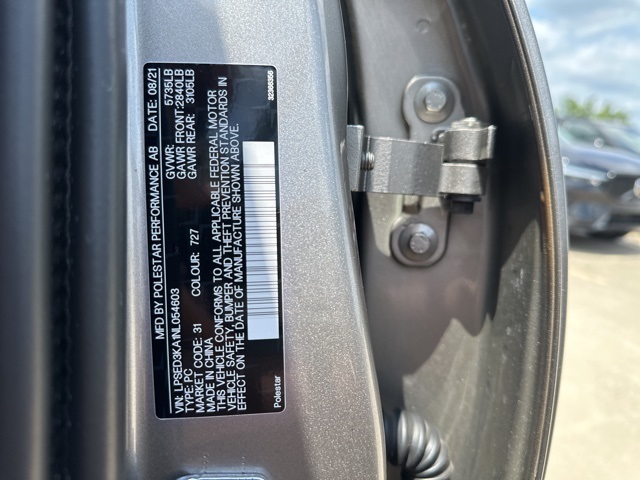 MFD BY POLESTAR PERFORMANCE AB DATE: 08/21
GVWR: 5735LB
VIN: LPSED3KA1NL054603 GAWR FRONT: 2840LB
TYPE: PC GAWR REAR: 3105LB
MARKET CODE: 31 COLOUR: 727
MADE IN CHINA
THIS VEHICLE CONFORMS TO ALL APPLICABLE FEDERAL MOTOR
VEHICLE SAFETY, BUMPER AND THEFT PREVENTION STANDARDS IN
EFFECT ON THE DATE OF MANUFACTURE SHOWN ABOVE.
32368356
Polestar